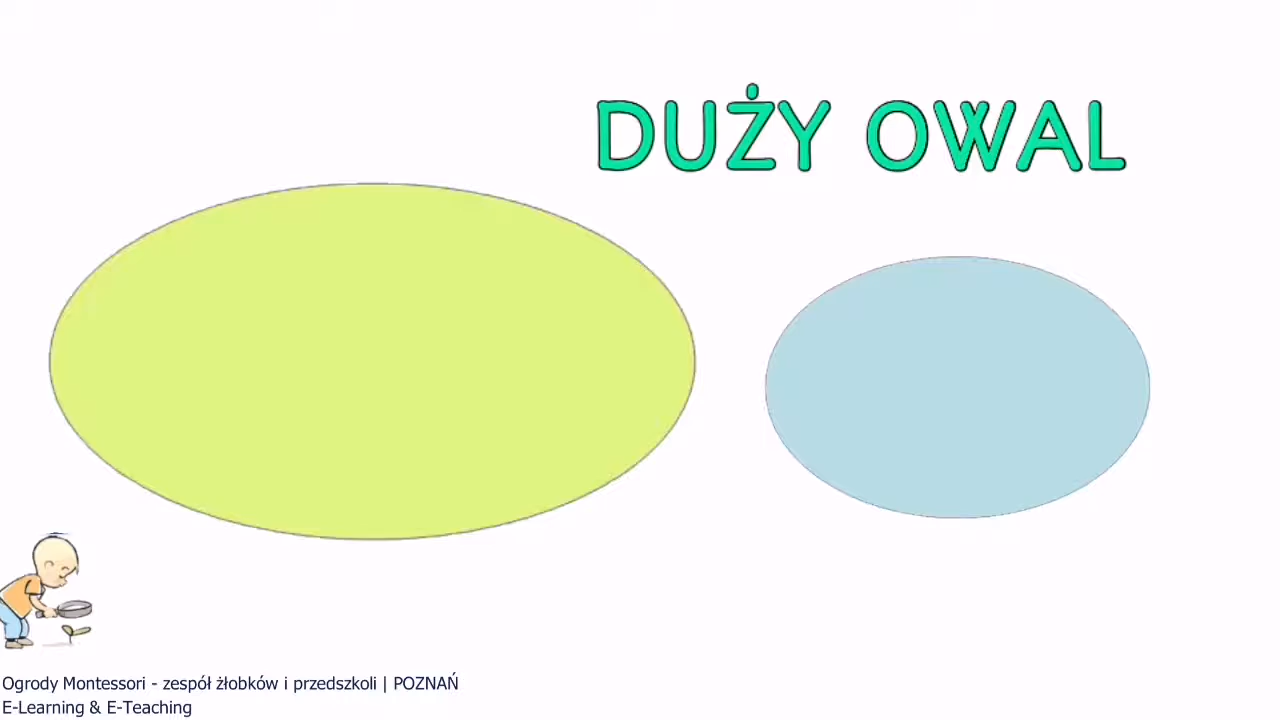 DUŻY OWAL
Ogrody Montessori - zespół żłobków i przedszkoli | POZNAŃ
E-Learning & E-Teaching